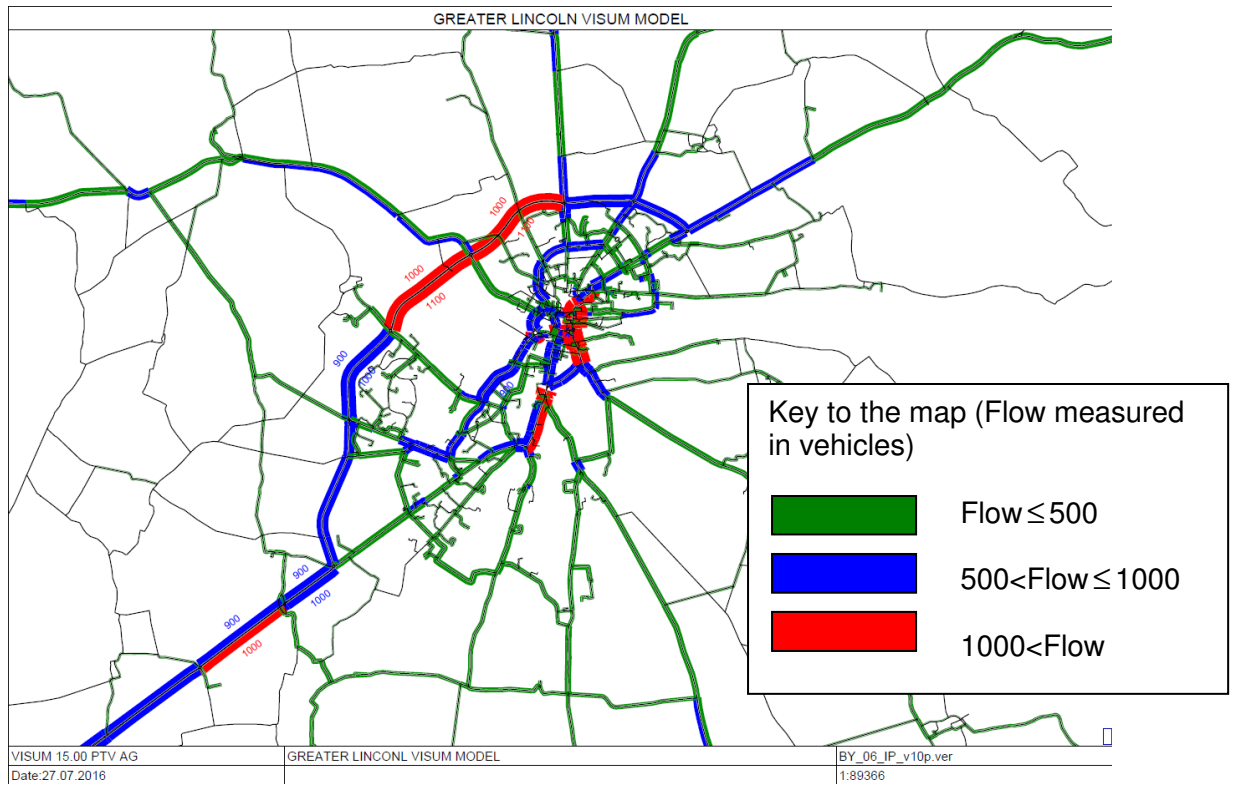 GREATER LINCOLN VISUM MODEL
1000
1100
1000
1100
900
1000
900
900
1000
900
1000
Key to the map (Flow measured
in vehicles)
Flow≤500
500<Flow≤1000
1000<Flow
VISUM 15.00 PTV AG
GREATER LINCONL VISUM MODEL
BY_06_IP_v10p.ver
Date:27.07.2016
1:89366